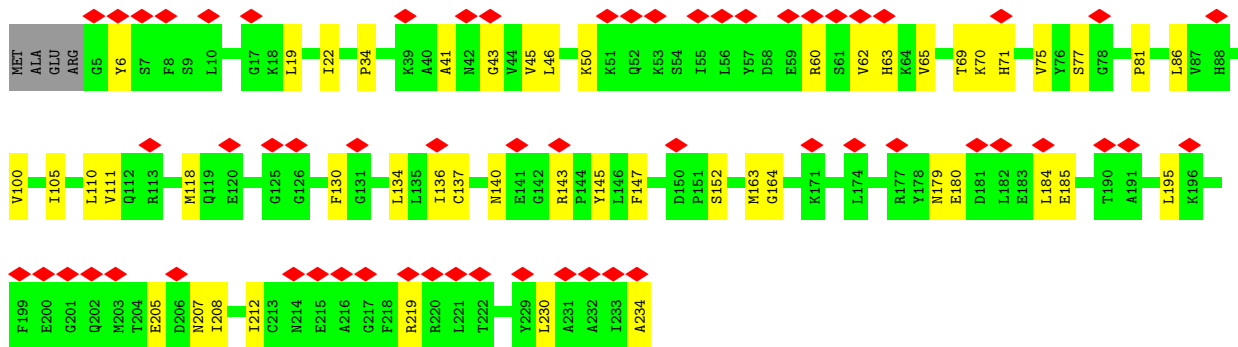 MET ALA GLU ARG G5 Y6 S7 F8 S9 L10 G17 K18 L19 I22 P34 K39 A40 A41 N42 G43 V44 V45 L46 K50 K51 Q52 K53 S54 I55 L56 Y57 D58 E59 R60 S61 V62 H63 K64 V65 T69 K70 H71 V75 Y76 S77 G78 P81 L86 V87 H88
V100 I105 L110 V111 Q112 R113 M118 Q119 E120 G125 G126 F130 G131 L134 L135 I136 C137 N140 E141 G142 R143 P144 Y145 L146 F147 D150 P151 S152 M163 G164 K171 L174 R177 Y178 N179 E180 D181 L182 E183 L184 E185 T190 A191 L195 K196
F199 E200 G201 Q202 M203 T204 E205 D206 N207 I208 I212 C213 N214 E215 A216 G217 F218 R219 R220 L221 T222 Y229 L230 A231 A232 I233 A234